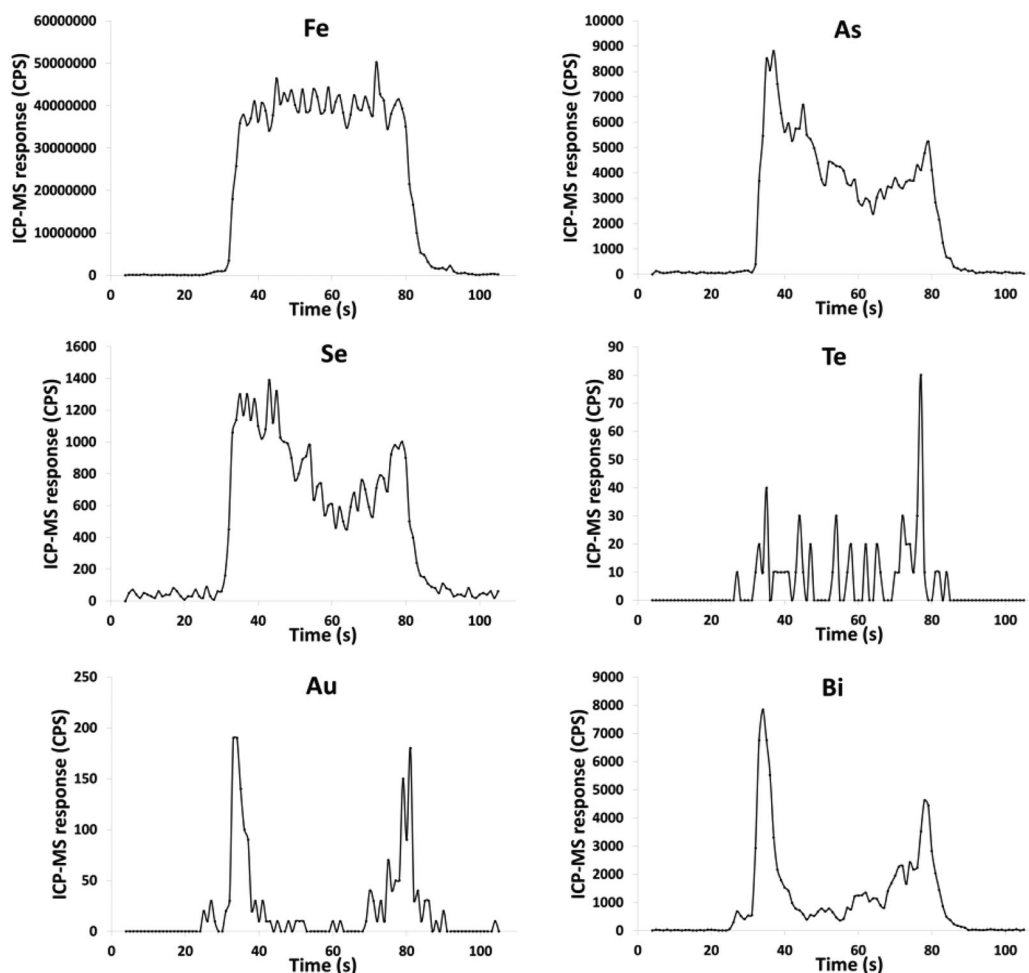 Fe
ICP-MS response (CPS)
60000000
50000000
40000000
30000000
20000000
10000000
0
0 20 40 60 80 100
Time (s)
As
ICP-MS response (CPS)
10000
9000
8000
7000
6000
5000
4000
3000
2000
1000
0
0 20 40 60 80 100
Time (s)
Se
ICP-MS response (CPS)
1600
1400
1200
1000
800
600
400
200
0
0 20 40 60 80 100
Time (s)
Te
ICP-MS response (CPS)
90
80
70
60
50
40
30
20
10
0
0 20 40 60 80 100
Time (s)
Au
ICP-MS response (CPS)
250
200
150
100
50
0
0 20 40 60 80 100
Time (s)
Bi
ICP-MS response (CPS)
9000
8000
7000
6000
5000
4000
3000
2000
1000
0
0 20 40 60 80 100
Time (s)